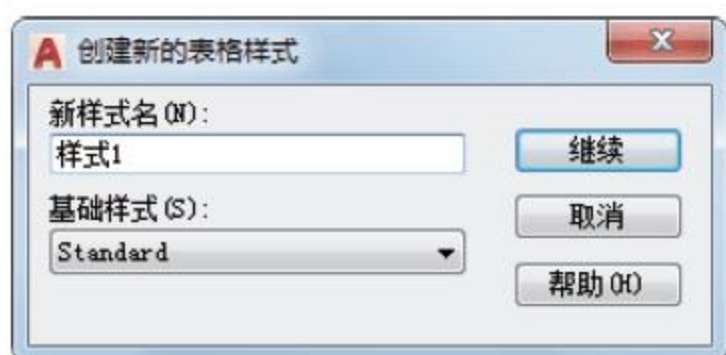 创建新的表格样式
新样式名(N):
样式1
继续
基础样式(S):
取消
Standard
帮助(H)